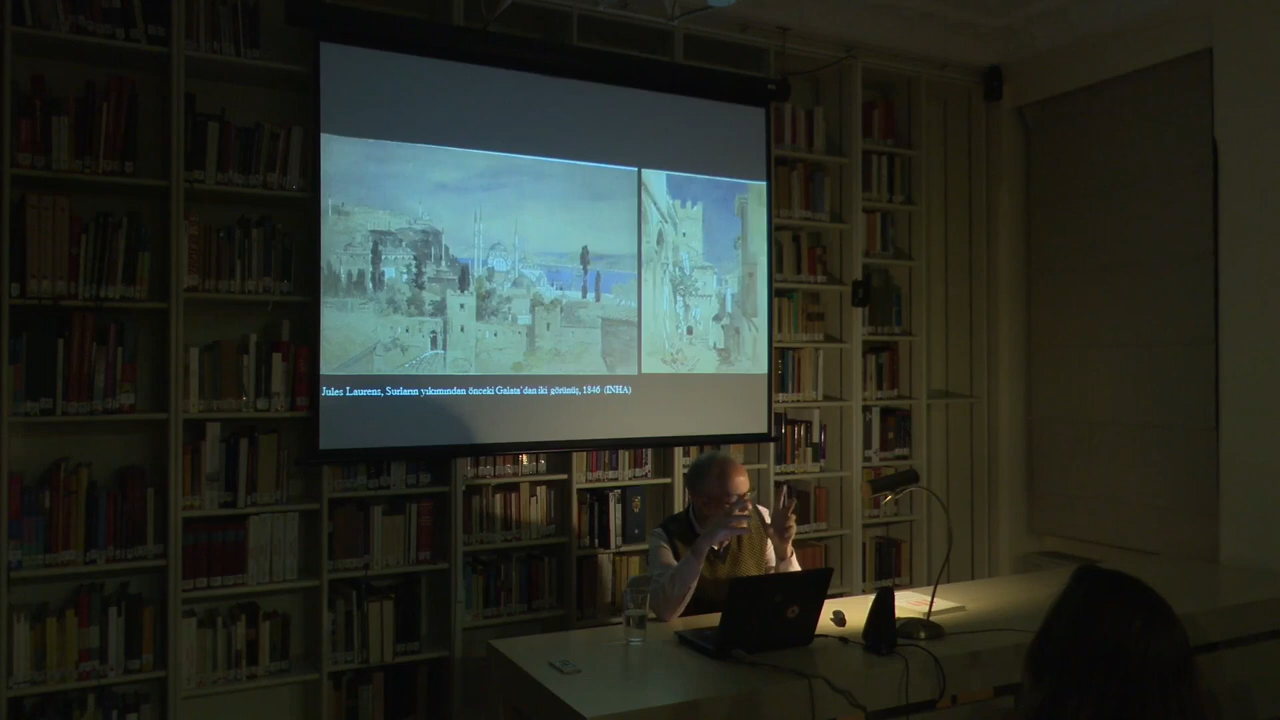 Jules Laurens, Surların yıkımından önceki Galata'dan iki görünüş, 1846 (INHA)